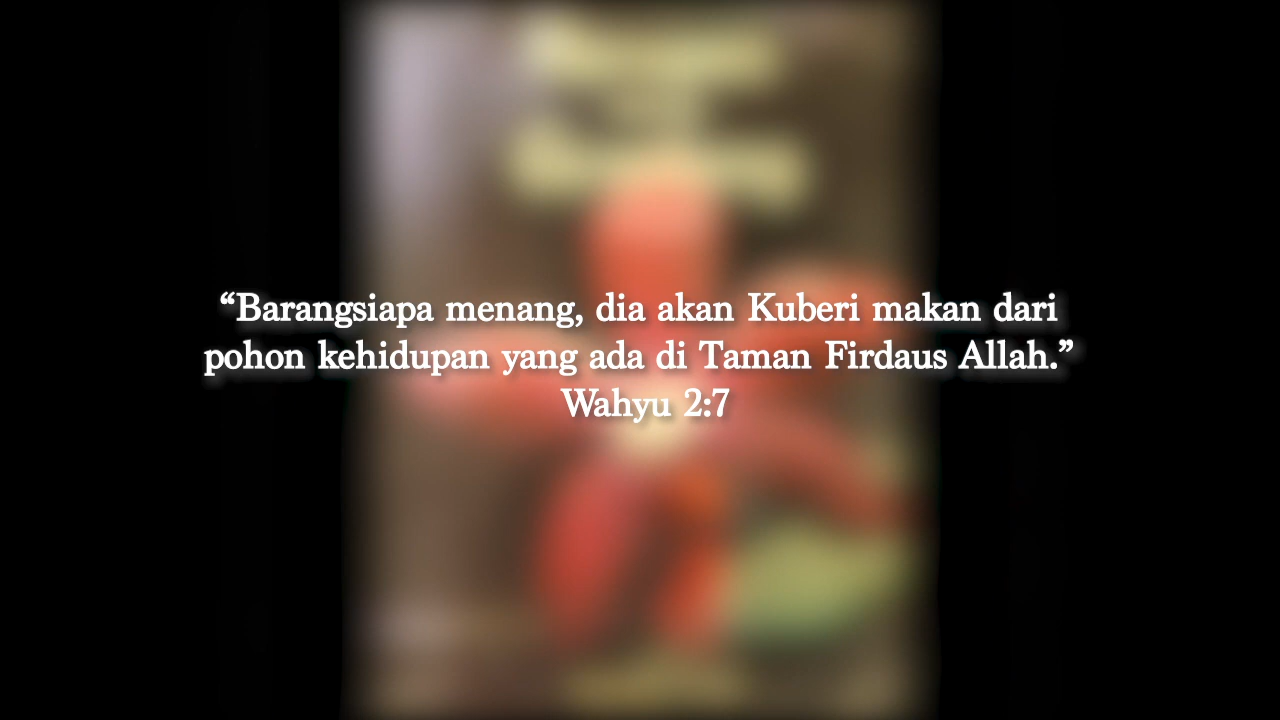 “Barangsiapa menang, dia akan Kuberi makan dari
pohon kehidupan yang ada di Taman Firdaus Allah.”
Wahyu 2:7